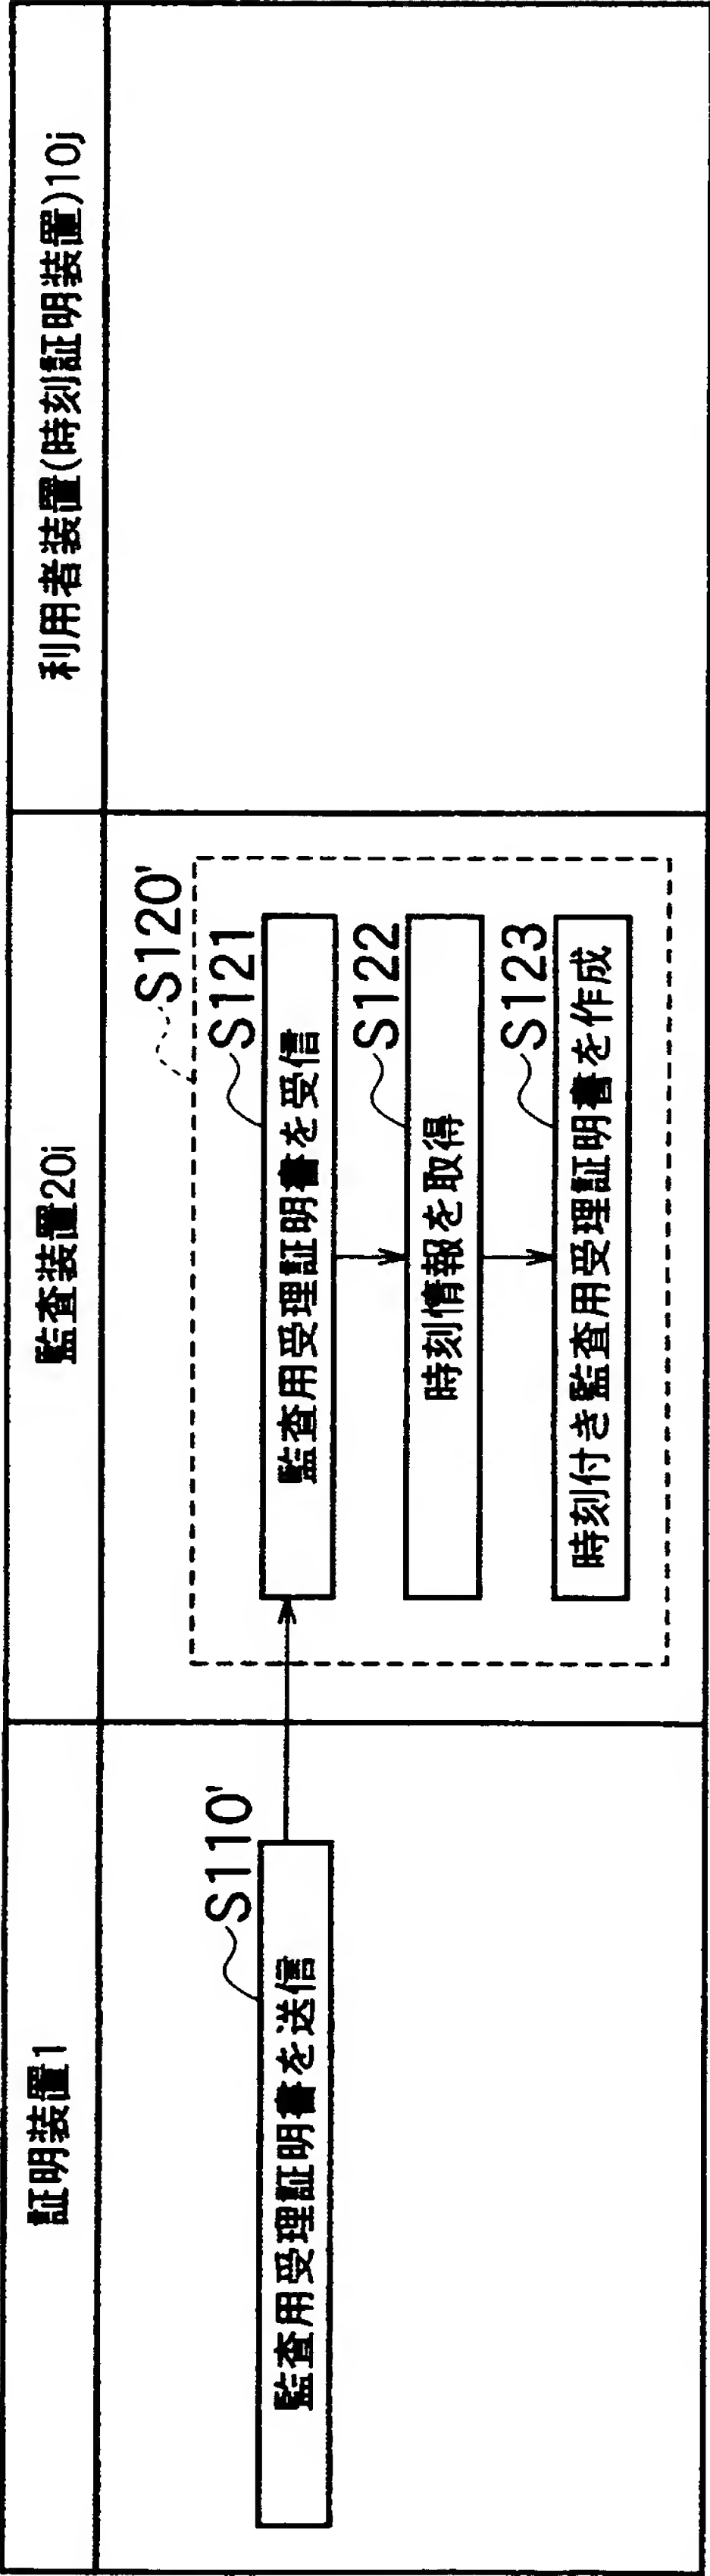 証明装置1
監査装置20i
利用者装置(時刻証明装置)10j
S110'
監査用受理証明書を送信
S120'
S121
監査用受理証明書を受信
S122
時刻情報を取得
S123
時刻付き監査用受理証明書を作成